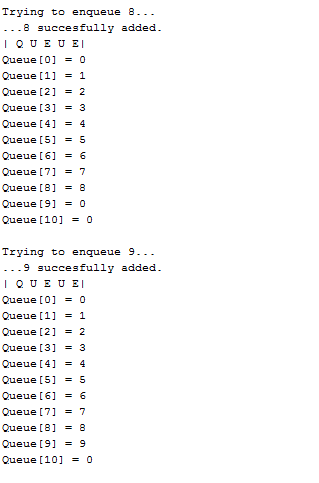 Trying to enqueue 8...
...8 succesfully added.
| Q U E U E|
Queue[0] = 0
Queue[1] = 1
Queue[2] = 2
Queue[3] = 3
Queue[4] = 4
Queue[5] = 5
Queue[6] = 6
Queue[7] = 7
Queue[8] = 8
Queue[9] = 0
Queue[10] = 0
Trying to enqueue 9...
...9 succesfully added.
| Q U E U E|
Queue[0] = 0
Queue[1] = 1
Queue[2] = 2
Queue[3] = 3
Queue[4] = 4
Queue[5] = 5
Queue[6] = 6
Queue[7] = 7
Queue[8] = 8
Queue[9] = 9
Queue[10] = 0